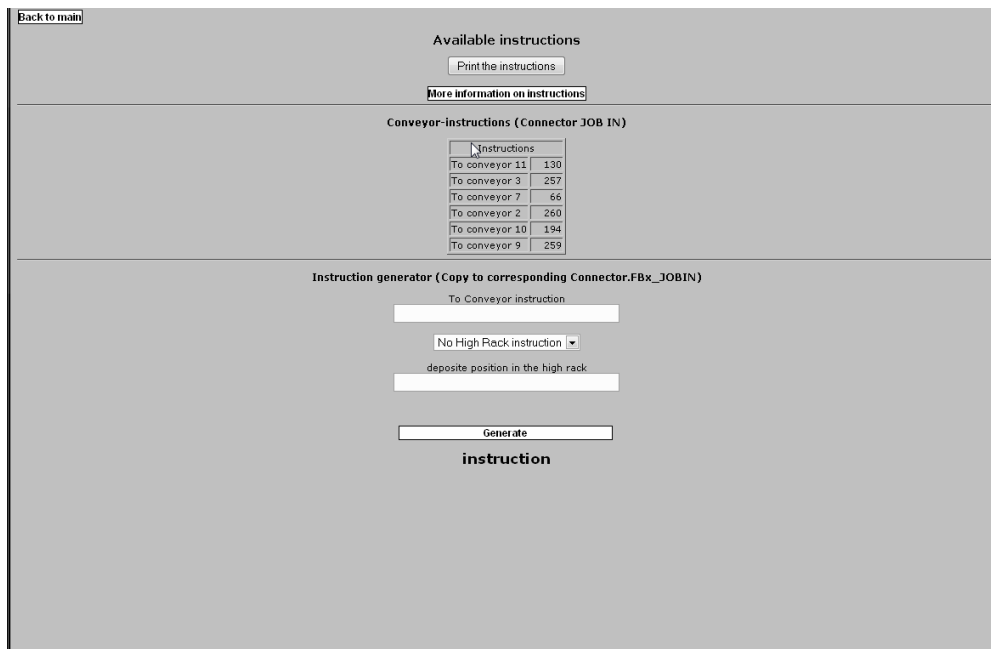 Back to main
Available instructions
Print the instructions
More information on instructions
Conveyor-instructions (Connector JOB IN)
Instructions
To conveyor 11 130
To conveyor 3 257
To conveyor 7 66
To conveyor 2 260
To conveyor 10 194
To conveyor 9 259
Instruction generator (Copy to corresponding Connector.FBx_JOBIN)
To Conveyor instruction
No High Rack instruction
deposite position in the high rack
Generate
instruction